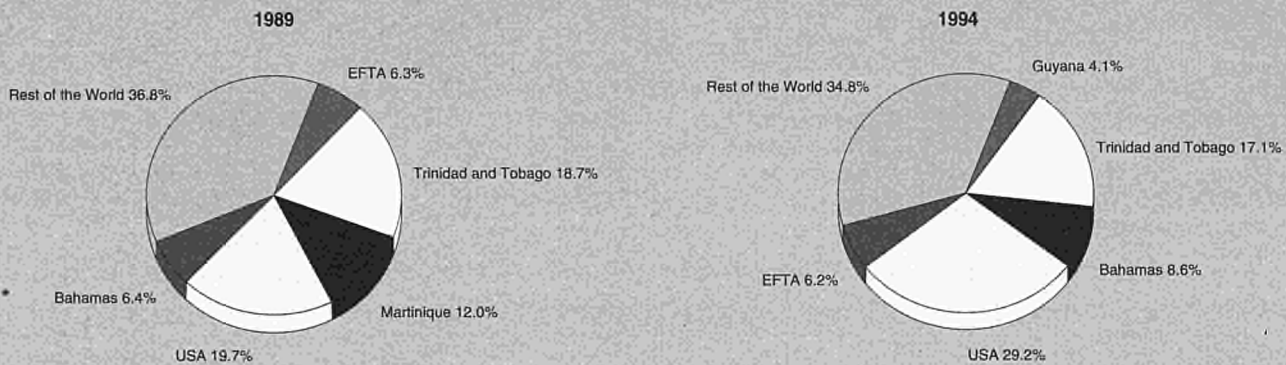 1989
EFTA 6.3%
Rest of the World 36.8%
Trinidad and Tobago 18.7%
Martinique 12.0%
Bahamas 6.4%
USA 19.7%
1994
Guyana 4.1%
Rest of the World 34.8%
Trinidad and Tobago 17.1%
Bahamas 8.6%
EFTA 6.2%
USA 29.2%